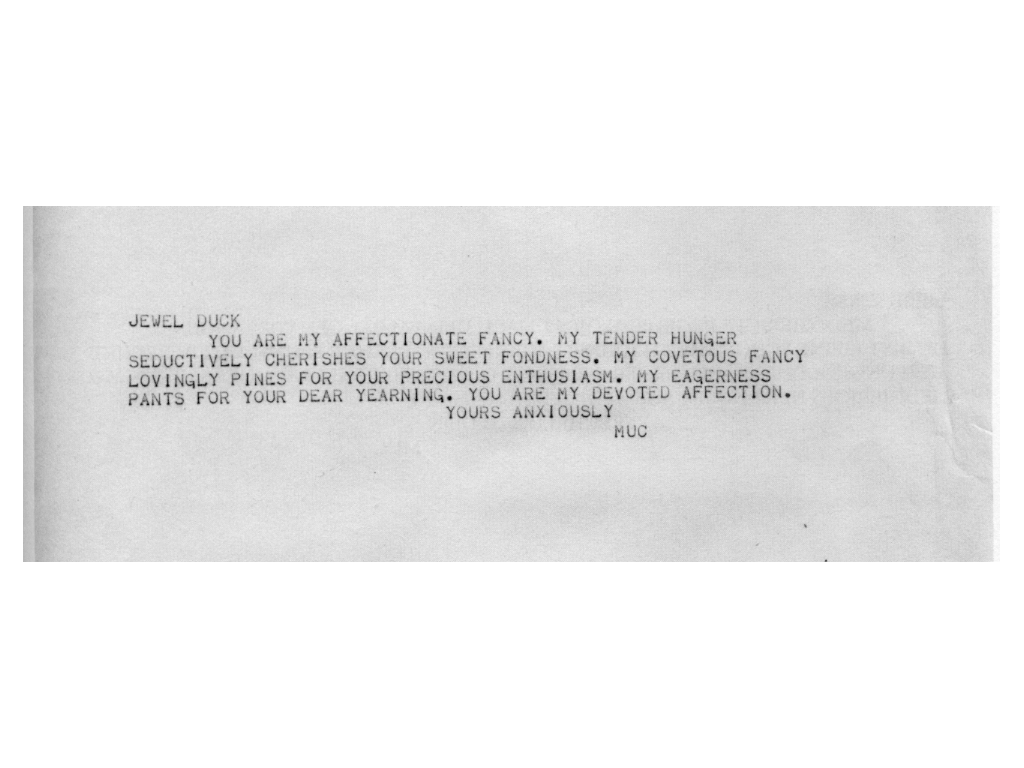 JEWEL DUCK
YOU ARE MY AFFECTIONATE FANCY. MY TENDER HUNGER
SEDUCTIVELY CHERISHES YOUR SWEET FONDNESS. MY COVETOUS FANCY
LOVINGLY PINES FOR YOUR PRECIOUS ENTHUSIASM. MY EAGERNESS
PANTS FOR YOUR DEAR YEARNING. YOU ARE MY DEVOTED AFFECTION.
YOURS ANXIOUSLY
MUC